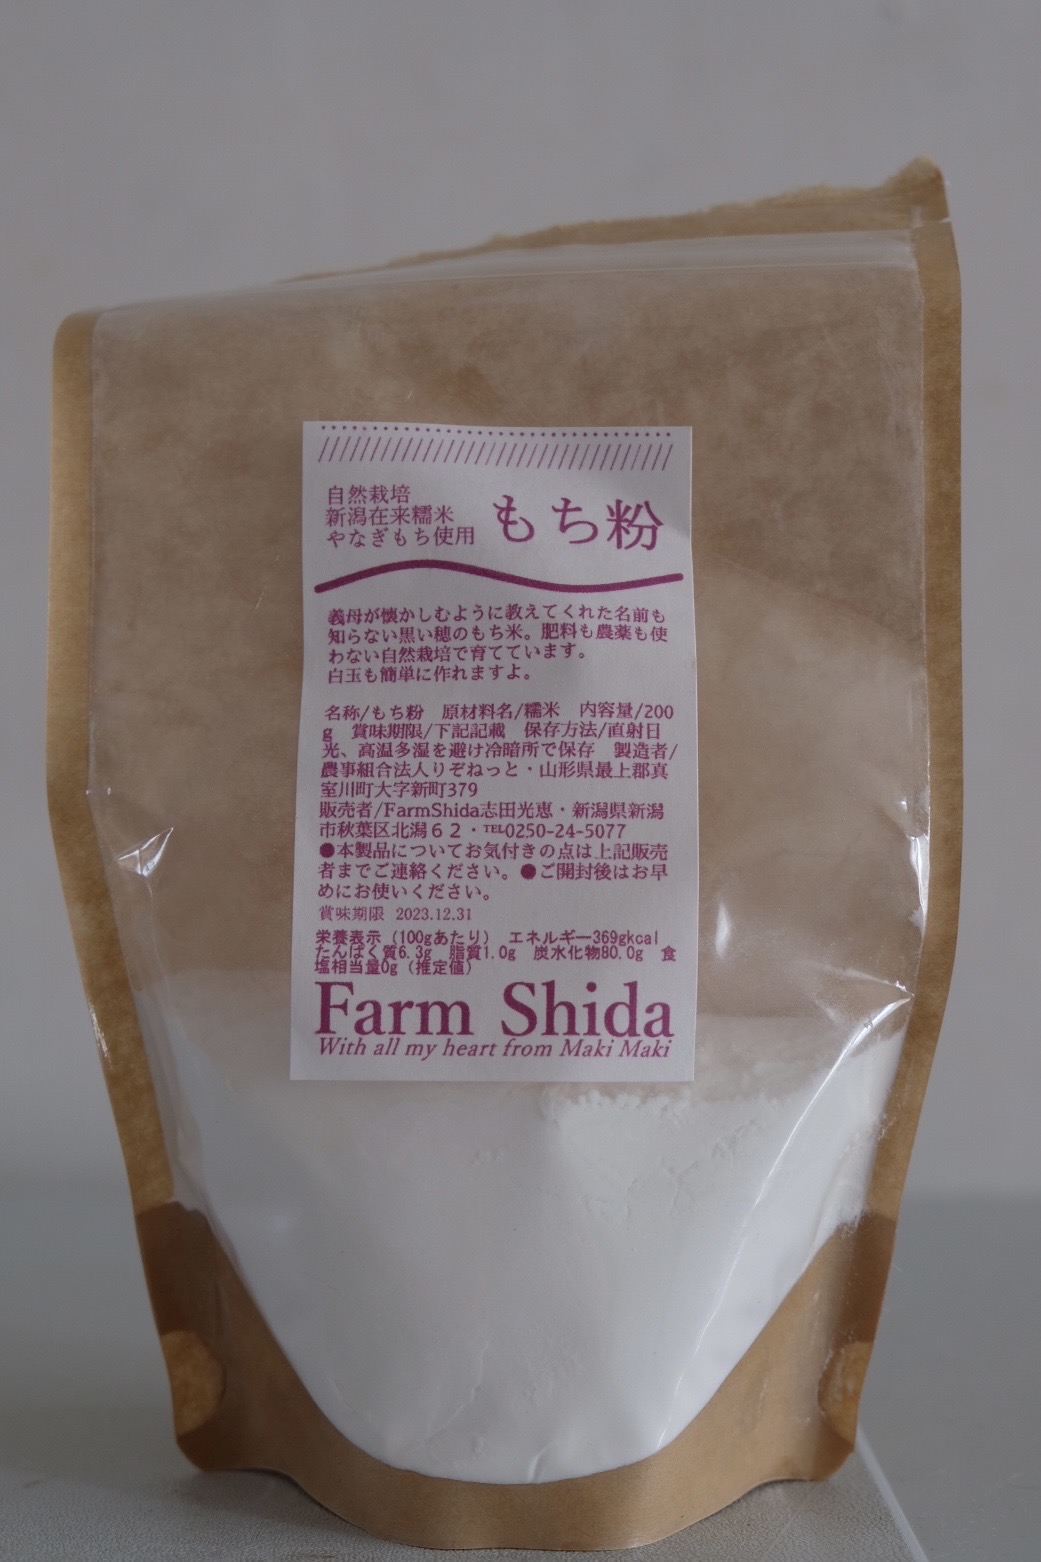 自然栽培
新潟在来糯米
やなぎもち使用
もち粉
義母が懐かしむように教えてくれた名前も
知らない黒い穂のもち米。肥料も農薬も使
わない自然栽培で育てています。
白玉も簡単に作れますよ。
名称/もち粉　原材料名/糯米　内容量/200
g　賞味期限/下記記載　保存方法/直射日
光、高温多湿を避け冷暗所で保存　製造者/
農事組合法人りぞねっと・山形県最上郡真
室川町大字新町379
販売者/FarmShida志田光恵・新潟県新潟
市秋葉区北潟６２・℡0250-24-5077
●本製品についてお気付きの点は上記販売
者までご連絡ください。●ご開封後はお早
めにお使いください。
賞味期限 2023.12.31
栄養表示（100gあたり）　エネルギー369gkcal
たんぱく質6.3g　脂質1.0g　炭水化物80.0g　食
塩相当量0g（推定値）
Farm Shida
With all my heart from Maki Maki